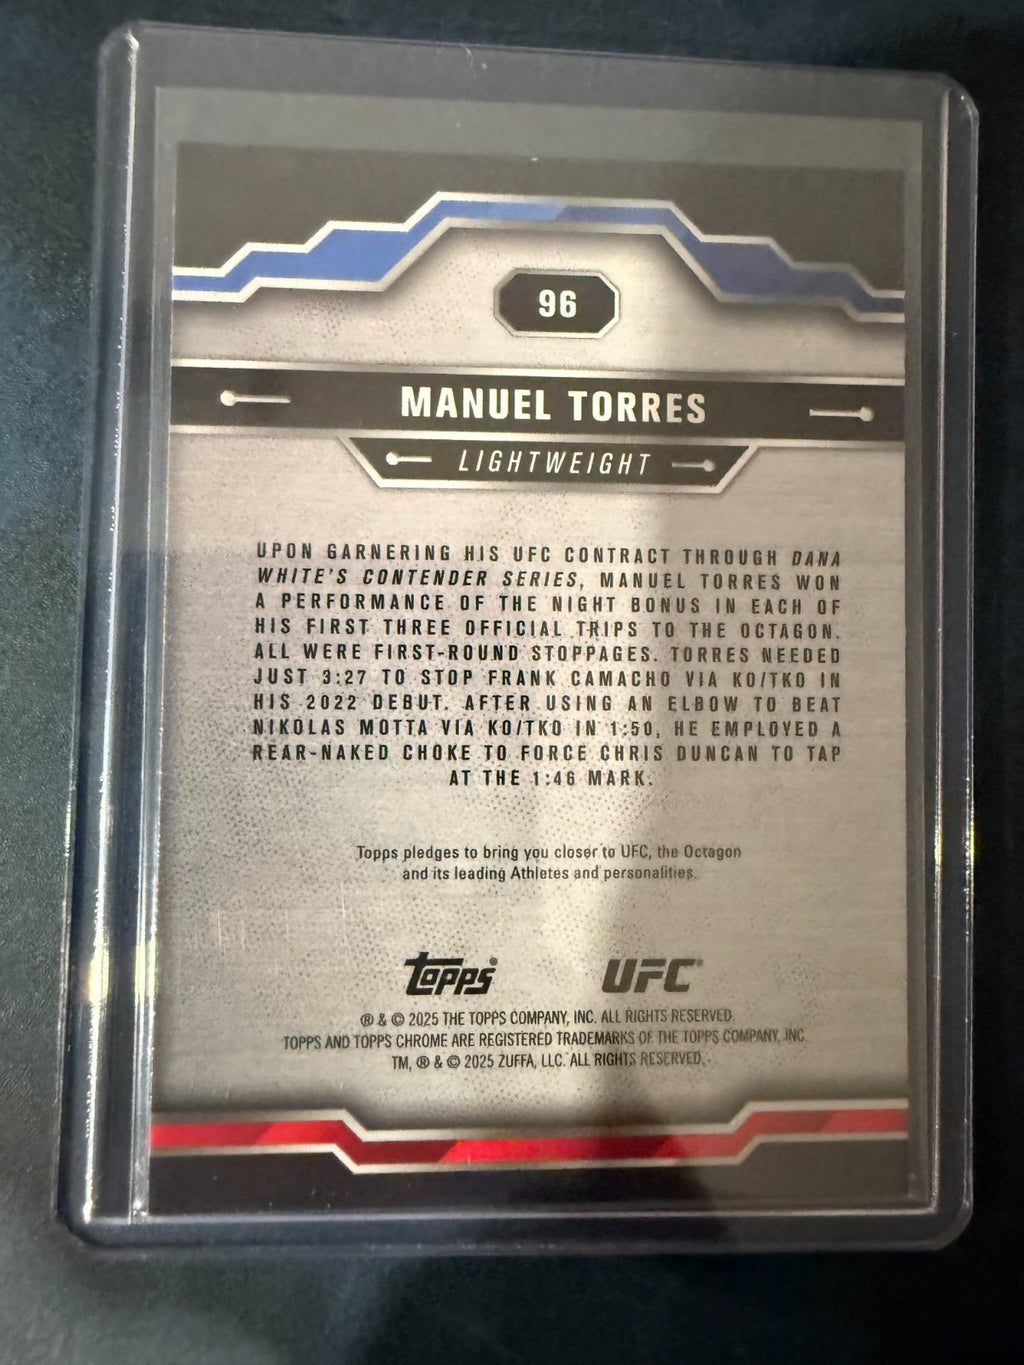 96
MANUEL TORRES
LIGHTWEIGHT
UPON GARNERING HIS UFC CONTRACT THROUGH DANA
WHITE'S CONTENDER SERIES, MANUEL TORRES WON
A PERFORMANCE OF THE NIGHT BONUS IN EACH OF
HIS FIRST THREE OFFICIAL TRIPS TO THE OCTAGON.
ALL WERE FIRST-ROUND STOPPAGES. TORRES NEEDED
JUST 3:27 TO STOP FRANK CAMACHO VIA KO/TKO IN
HIS 2022 DEBUT. AFTER USING AN ELBOW TO BEAT
NIKOLAS MOTTA VIA KO/TKO IN 1:50, HE EMPLOYED A
REAR-NAKED CHOKE TO FORCE CHRIS DUNCAN TO TAP
AT THE 1:46 MARK.
Topps pledges to bring you closer to UFC, the Octagon
and its leading Athletes and personalities.
Topps® UFC®
® & © 2025 THE TOPPS COMPANY, INC. ALL RIGHTS RESERVED.
TOPPS AND TOPPS CHROME ARE REGISTERED TRADEMARKS OF THE TOPPS COMPANY, INC.
TM, ® & © 2025 ZUFFA, LLC. ALL RIGHTS RESERVED.